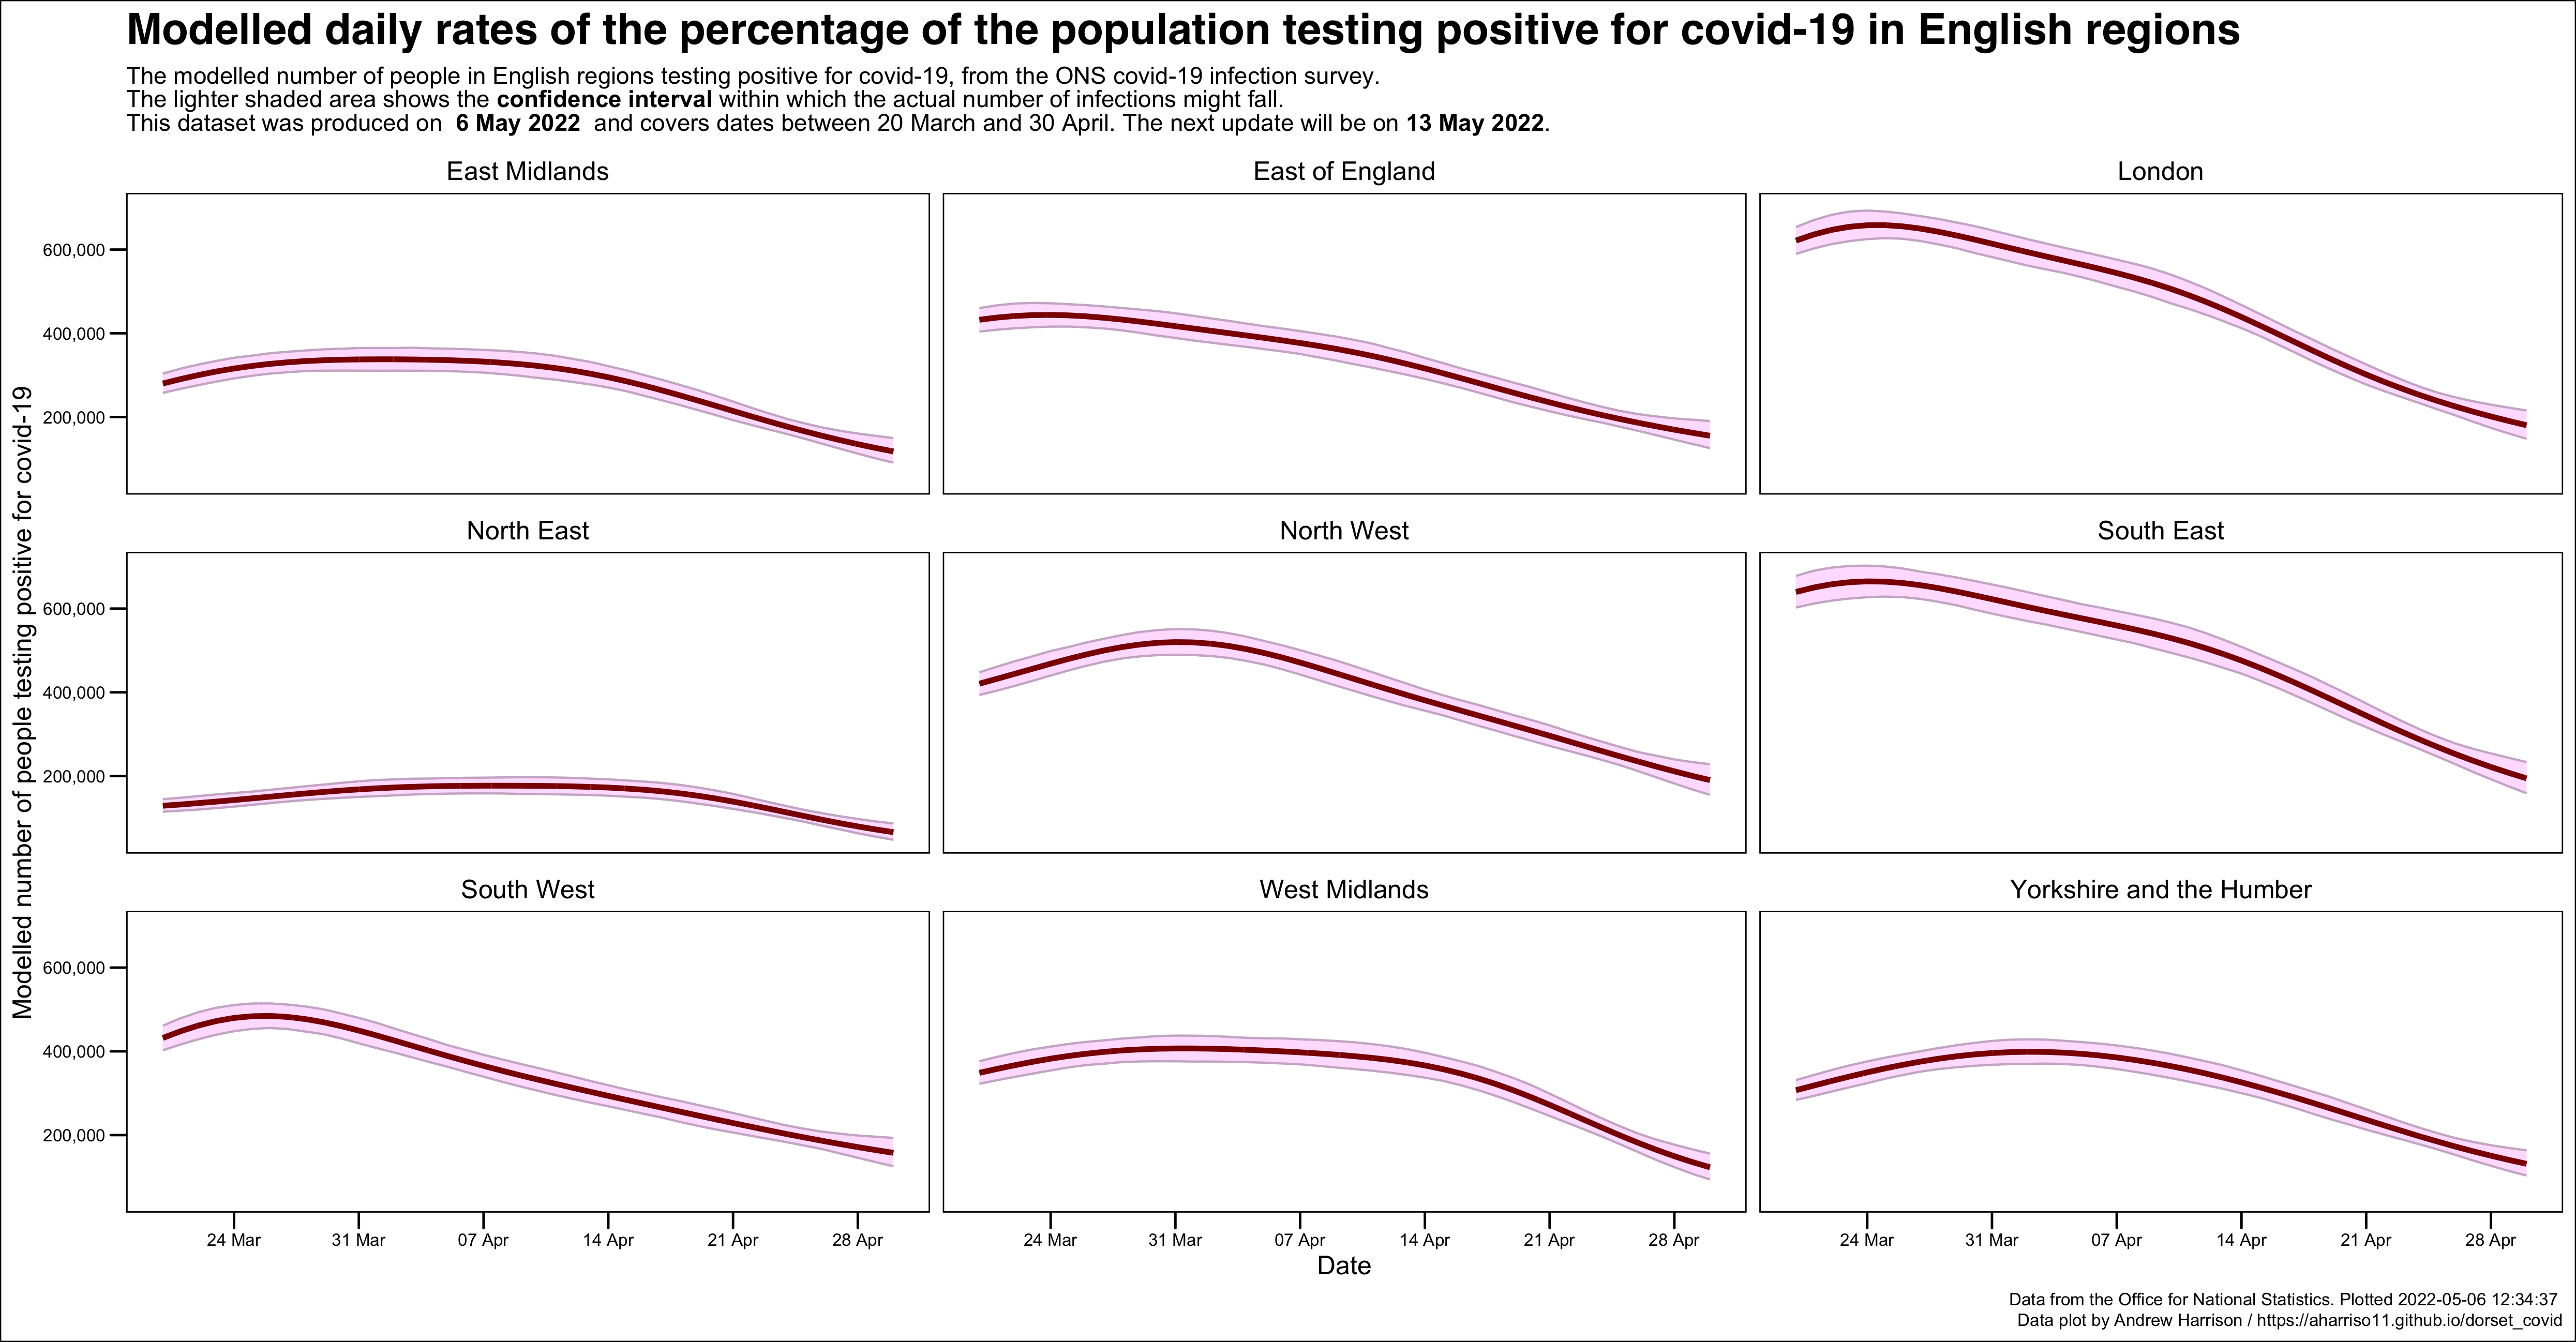 Modelled daily rates of the percentage of the population testing positive for covid-19 in English regions
The modelled number of people in English regions testing positive for covid-19, from the ONS covid-19 infection survey.
The lighter shaded area shows the confidence interval within which the actual number of infections might fall.
This dataset was produced on 6 May 2022 and covers dates between 20 March and 30 April. The next update will be on 13 May 2022.
East Midlands
East of England
London
600,000
400,000
200,000
North East
North West
South East
600,000
400,000
200,000
South West
West Midlands
Yorkshire and the Humber
600,000
400,000
200,000
Modelled number of people testing positive for covid-19
24 Mar 31 Mar 07 Apr 14 Apr 21 Apr 28 Apr
24 Mar 31 Mar 07 Apr 14 Apr 21 Apr 28 Apr
24 Mar 31 Mar 07 Apr 14 Apr 21 Apr 28 Apr
Date
Data from the Office for National Statistics. Plotted 2022-05-06 12:34:37
Data plot by Andrew Harrison / https://aharriso11.github.io/dorset_covid